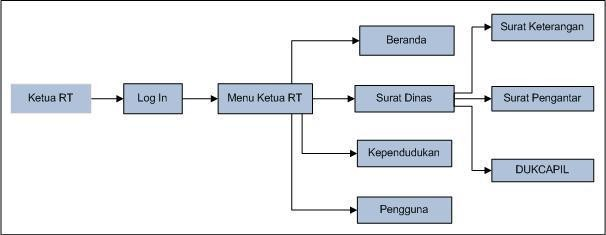 Ketua RT
Log In
Menu Ketua RT
Beranda
Surat Dinas
Kependudukan
Pengguna
Surat Keterangan
Surat Pengantar
DUKCAPIL